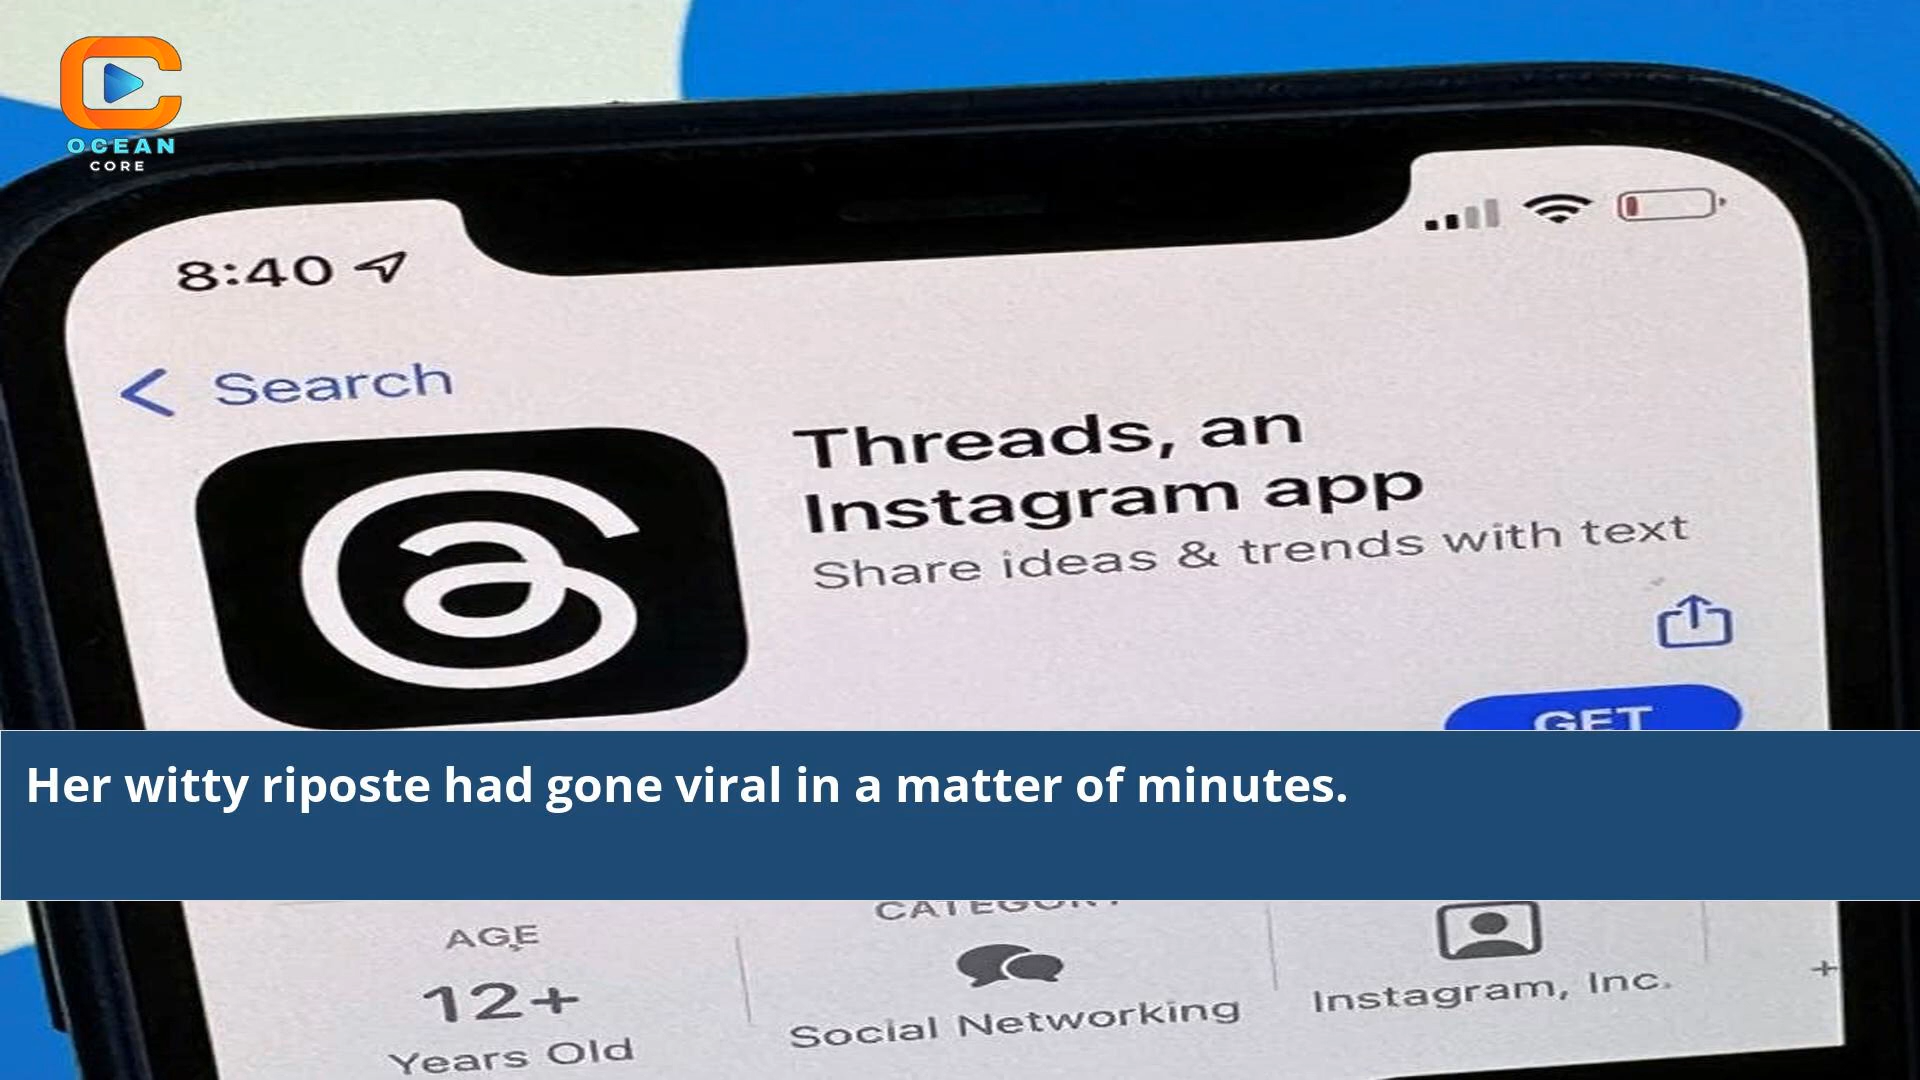 OCEAN
CORE
8:40
Search
Threads, an
Instagram app
Share ideas & trends with text
GET
Her witty riposte had gone viral in a matter of minutes.
AGE
CATEGORY
12+
Years Old
Social Networking
Instagram, Inc.